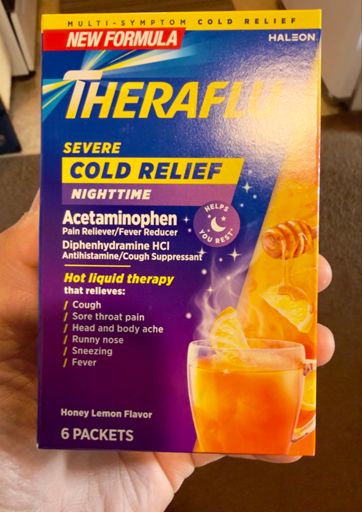 MULTI-SYMPTOM COLD RELIEF
NEW FORMULA
HALEON
THERAFLU
SEVERE
COLD RELIEF
NIGHTTIME
HELPS
YOU REST*
Acetaminophen
Pain Reliever/Fever Reducer
Diphenhydramine HCl
Antihistamine/Cough Suppressant
Hot liquid therapy
that relieves:
/ Cough
/ Sore throat pain
/ Head and body ache
/ Runny nose
/ Sneezing
/ Fever
Honey Lemon Flavor
6 PACKETS